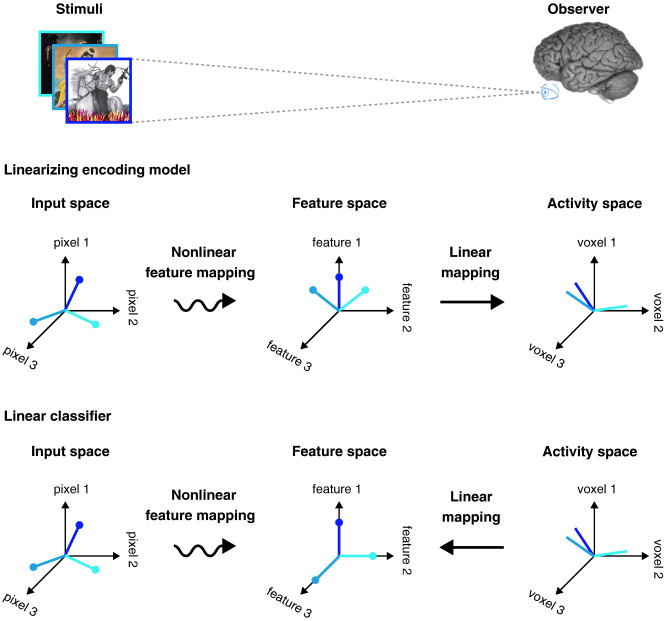 Stimuli
Observer
Linearizing encoding model
Input space
Feature space
Activity space
pixel 1
pixel 2
pixel 3
Nonlinear
feature mapping
feature 1
feature 2
feature 3
Linear
mapping
voxel 1
voxel 2
voxel 3
Linear classifier
Input space
Feature space
Activity space
pixel 1
pixel 2
pixel 3
Nonlinear
feature mapping
feature 1
feature 2
feature 3
Linear
mapping
voxel 1
voxel 2
voxel 3